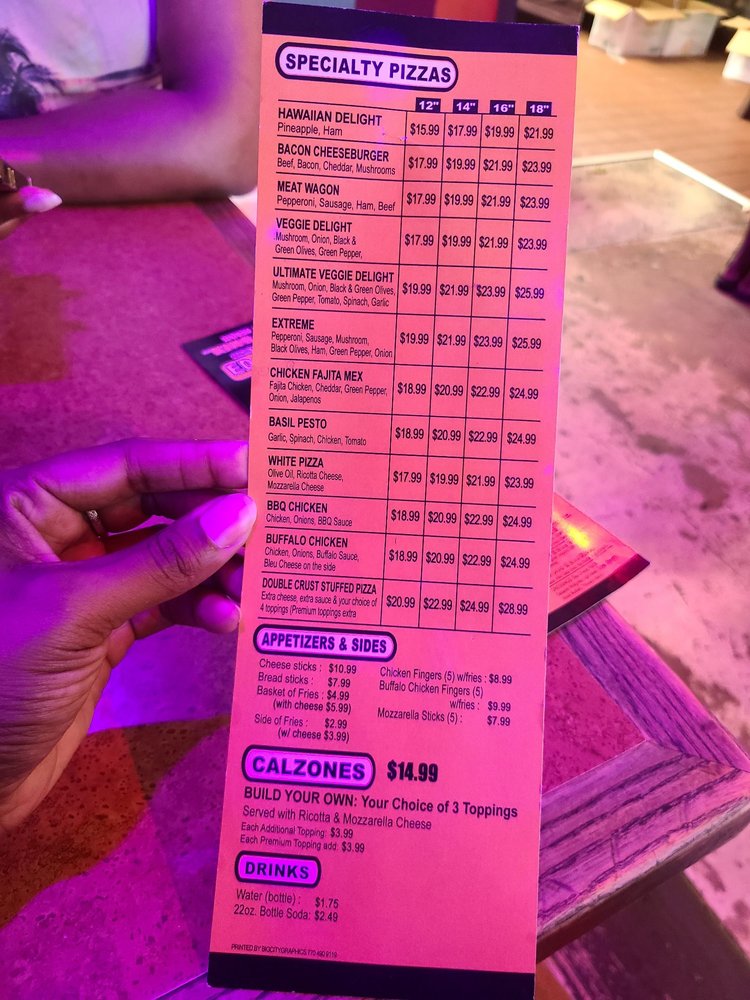 SPECIALTY PIZZAS
12" 14" 16" 18"
HAWAIIAN DELIGHT
Pineapple, Ham
$15.99 $17.99 $19.99 $21.99
BACON CHEESEBURGER
Beef, Bacon, Cheddar, Mushrooms
$17.99 $19.99 $21.99 $23.99
MEAT WAGON
Pepperoni, Sausage, Ham, Beef
$17.99 $19.99 $21.99 $23.99
VEGGIE DELIGHT
Mushroom, Onion, Black &
Green Olives, Green Pepper,
$17.99 $19.99 $21.99 $23.99
ULTIMATE VEGGIE DELIGHT
Mushroom, Onion, Black & Green Olives,
Green Pepper, Tomato, Spinach, Garlic
$19.99 $21.99 $23.99 $25.99
EXTREME
Pepperoni, Sausage, Mushroom,
Black Olives, Ham, Green Pepper, Onion
$19.99 $21.99 $23.99 $25.99
CHICKEN FAJITA MEX
Fajita Chicken, Cheddar, Green Pepper,
Onion, Jalapenos
$18.99 $20.99 $22.99 $24.99
BASIL PESTO
Garlic, Spinach, Chicken, Tomato
$18.99 $20.99 $22.99 $24.99
WHITE PIZZA
Olive Oil, Ricotta Cheese,
Mozzarella Cheese
$17.99 $19.99 $21.99 $23.99
BBQ CHICKEN
Chicken, Onions, BBQ Sauce
$18.99 $20.99 $22.99 $24.99
BUFFALO CHICKEN
Chicken, Onions, Buffalo Sauce,
Bleu Cheese on the side
$18.99 $20.99 $22.99 $24.99
DOUBLE CRUST STUFFED PIZZA
Extra cheese, extra sauce & your choice of
4 toppings (Premium toppings extra
$20.99 $22.99 $24.99 $28.99
APPETIZERS & SIDES
Cheese sticks : $10.99
Bread sticks : $7.99
Basket of Fries : $4.99
(with cheese $5.99)
Side of Fries : $2.99
(w/ cheese $3.99)
Chicken Fingers (5) w/fries : $8.99
Buffalo Chicken Fingers (5)
w/fries : $9.99
Mozzarella Sticks (5) : $7.99
CALZONES $14.99
BUILD YOUR OWN: Your Choice of 3 Toppings
Served with Ricotta & Mozzarella Cheese
Each Additional Topping: $3.99
Each Premium Topping add: $3.99
DRINKS
Water (bottle) : $1.75
22oz. Bottle Soda: $2.49
PRINTED BY BIGCITYGRAPHICS 770 490 9119